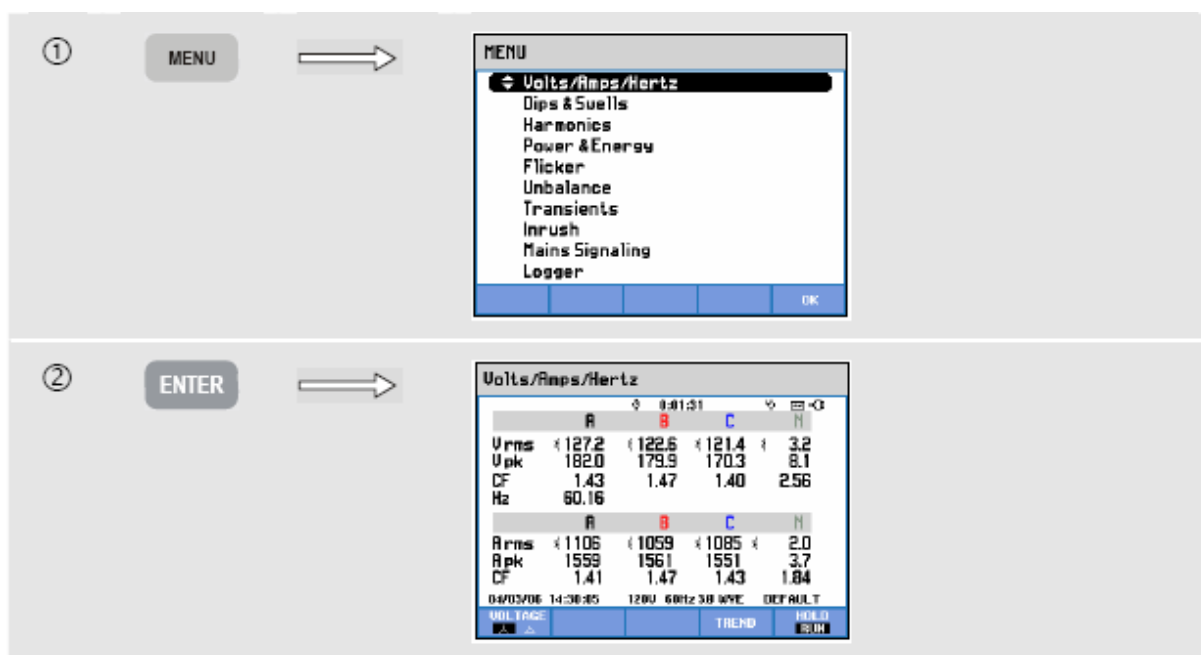 ①
MENU
MENU
Volts/Amps/Hertz
Dips & Swells
Harmonics
Power & Energy
Flicker
Unbalance
Transients
Inrush
Mains Signaling
Logger
OK
②
ENTER
Volts/Amps/Hertz
0:01:31
A B C N
Vrms 127.2 122.6 121.4 3.2
Vpk 182.0 179.9 170.3 8.1
CF 1.43 1.47 1.40 2.56
Hz 60.16
A B C N
Arms 1106 1059 1085 2.0
Apk 1559 1561 1551 3.7
CF 1.41 1.47 1.43 1.84
04/03/06 14:30:05 120V 60Hz 3Ø WYE DEFAULT
VOLTAGE TREND HOLD
RUN